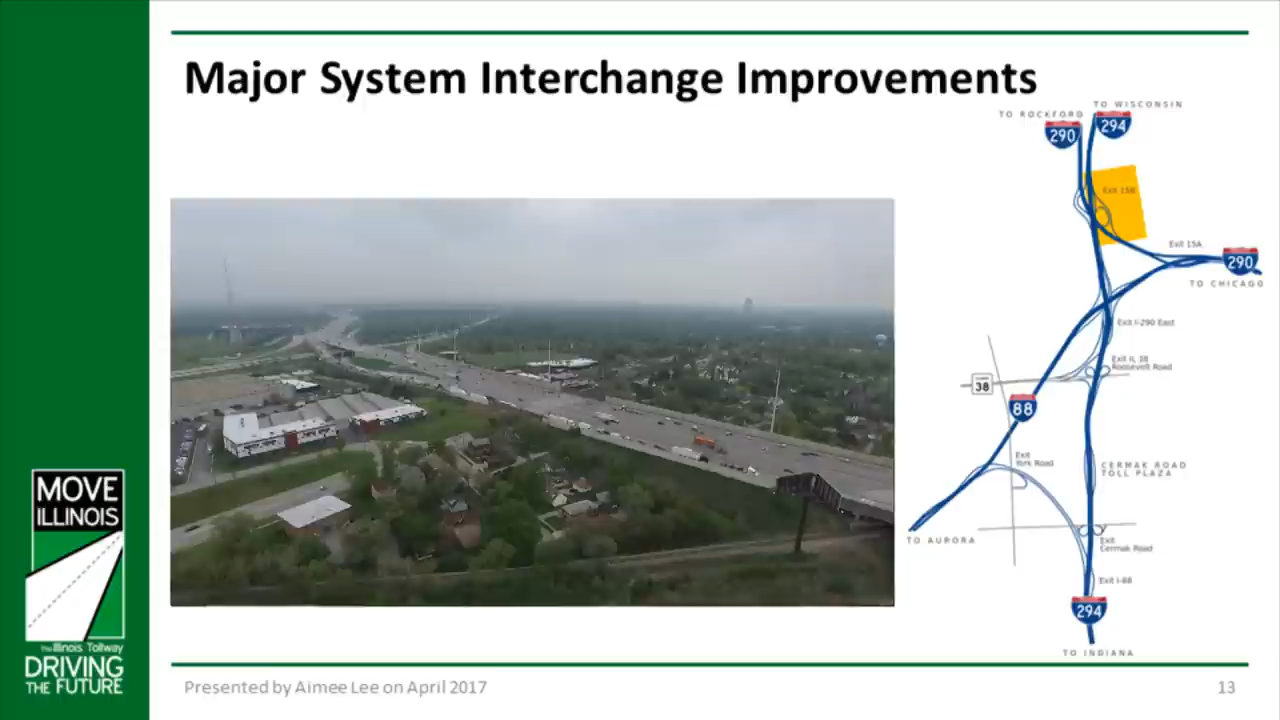 Major System Interchange Improvements
TO WISCONSIN
TO ROCKFORD
290
294
Exit 15B
Exit 15A
290
TO CHICAGO
Exit I-290 East
Exit IL 38
Roosevelt Road
38
88
Exit
York Road
CERMAK ROAD
TOLL PLAZA
TO AURORA
Exit
Cermak Road
Exit I-88
294
TO INDIANA
MOVE
ILLINOIS
The Illinois Tollway
DRIVING
THE FUTURE
Presented by Aimee Lee on April 2017
13